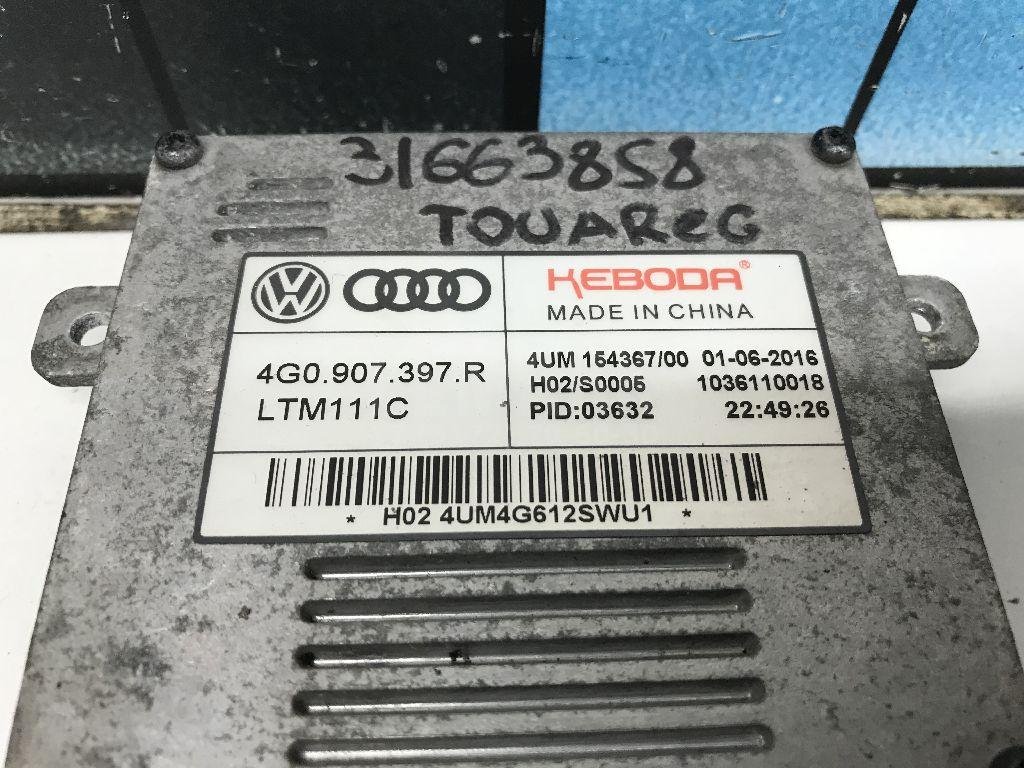 31663858
TOUAReG
VW
KEBODA®
MADE IN CHINA
4G0.907.397.R
LTM111C
4UM 154367/00 01-06-2016
H02/S0005 1036110018
PID:03632 22:49:26
* H02 4UM4G612SWU1 *